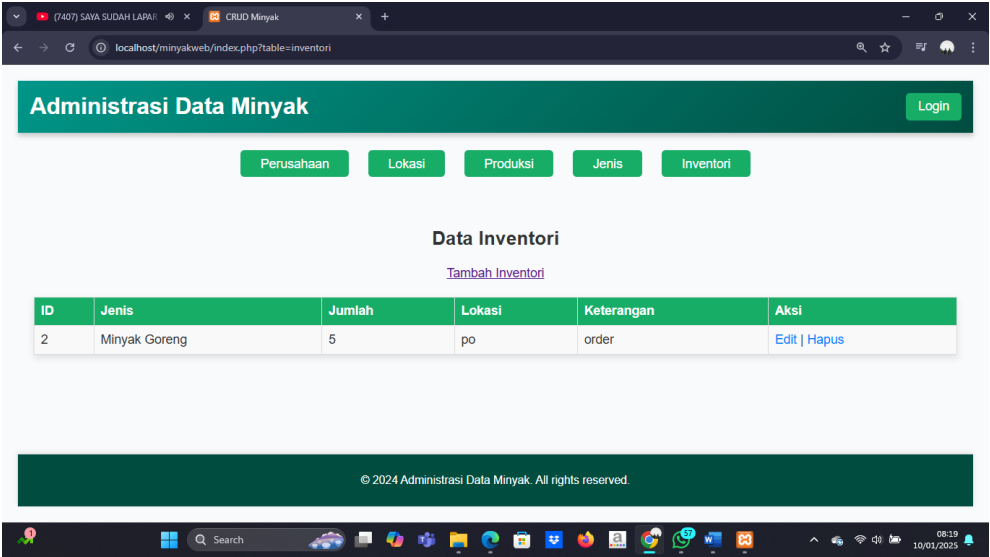 (7407) SAYA SUDAH LAPAR
CRUD Minyak
localhost/minyakweb/index.php?table=inventori
Administrasi Data Minyak
Login
Perusahaan Lokasi Produksi Jenis Inventori
Data Inventori
Tambah Inventori
ID Jenis Jumlah Lokasi Keterangan Aksi
2 Minyak Goreng 5 po order Edit | Hapus
© 2024 Administrasi Data Minyak. All rights reserved.
1
Search
a
57
W
08:19
10/01/2025